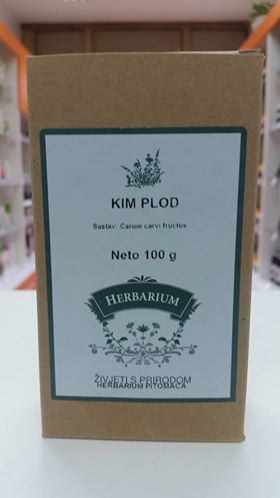 KIM PLOD
Sastav: Carum carvi fructus
Neto 100 g
HERBARIUM
ŽIVJETI S PRIRODOM
HERBARIUM PITOMAČA